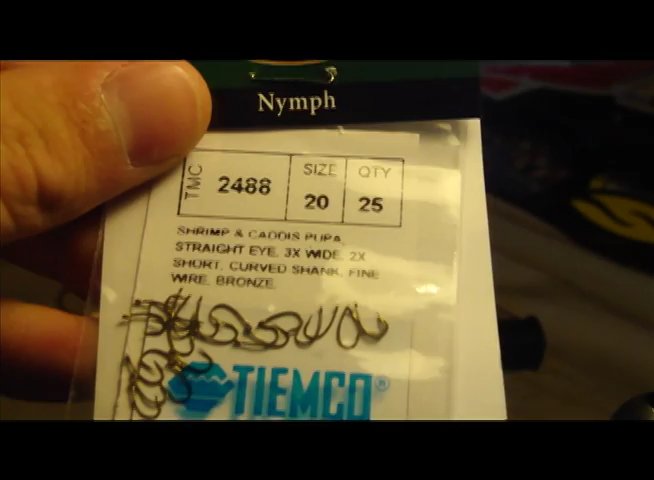 Nymph
TMC 2488 SIZE 20 QTY 25
SHRIMP & CADDIS PUPA,
STRAIGHT EYE, 3X WIDE, 2X
SHORT, CURVED SHANK, FINE
WIRE, BRONZE.
TIEMCO®